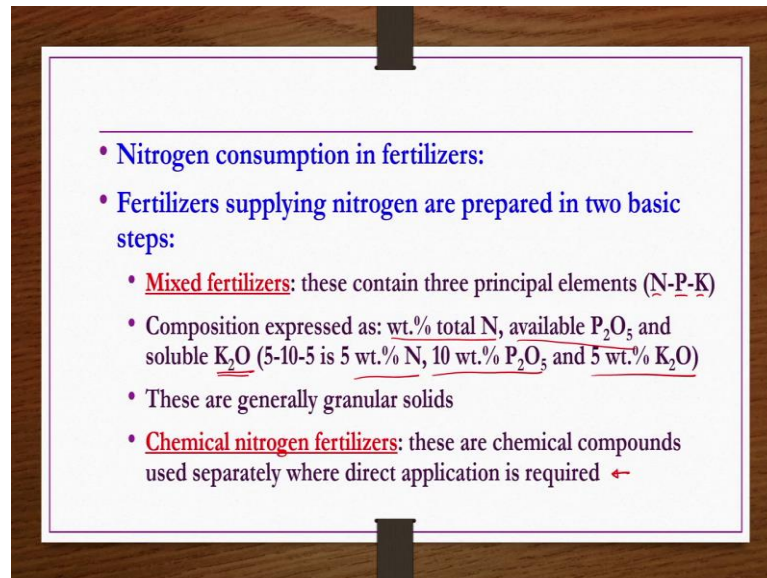 • Nitrogen consumption in fertilizers:
• Fertilizers supplying nitrogen are prepared in two basic
steps:
• Mixed fertilizers: these contain three principal elements (N-P-K)
• Composition expressed as: wt.% total N, available P₂O₅ and
soluble K₂O (5-10-5 is 5 wt.% N, 10 wt.% P₂O₅ and 5 wt.% K₂O)
• These are generally granular solids
• Chemical nitrogen fertilizers: these are chemical compounds
used separately where direct application is required ←